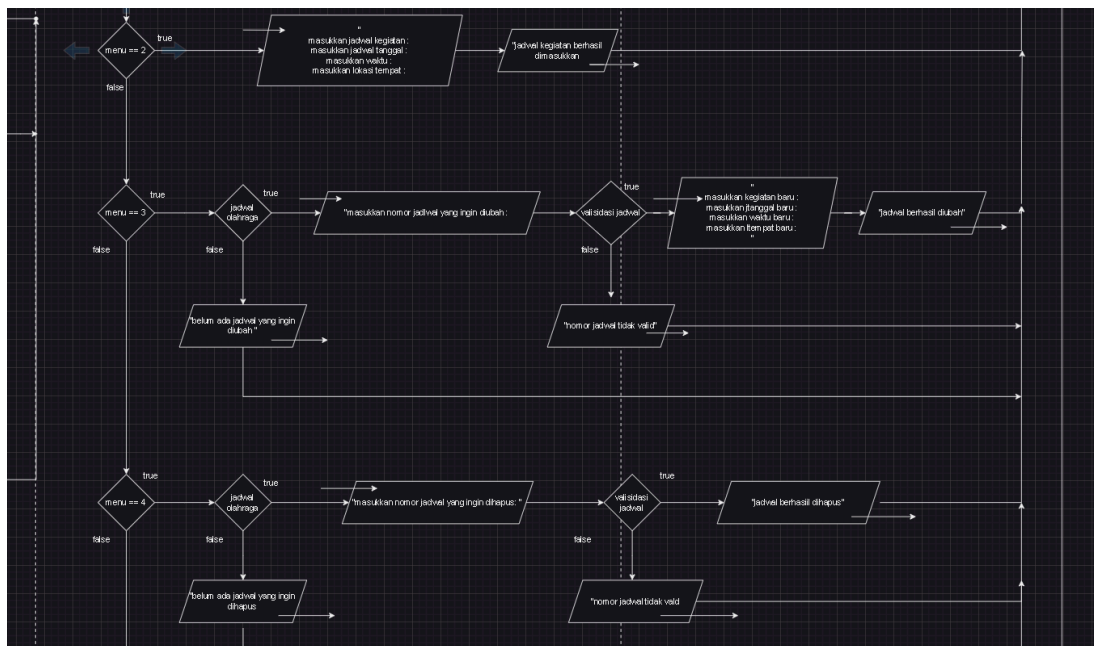 true
menu == 2
false
"
masukkan jadwal kegiatan :
masukkan jadwal tanggal :
masukkan waktu :
masukkan lokasi tempat :
"jadwal kegiatan berhasil
dimasukkan
true
menu == 3
false
true
jadwal
olahraga
false
"masukkan nomor jadlwal yang ingin diubah :
true
valisidasi jadwal
false
"
masukkan kegiatan baru :
masukkan jtanggal baru :
masukkan waktu baru :
masukkan ltempat baru :
"
"jadwal berhasil diubah"
"belum ada jadwal yang ingin
diubah "
"nomor jadwal tidak valid"
true
menu == 4
false
true
jadwal
olahraga
false
"masukkan nomor jadwal yang ingin dihapus: "
true
valisidasi
jadwal
false
"jadwal berhasiil dihapus"
"belum ada jadwal yang ingin
dihapus
"nomor jadwal tidak vald